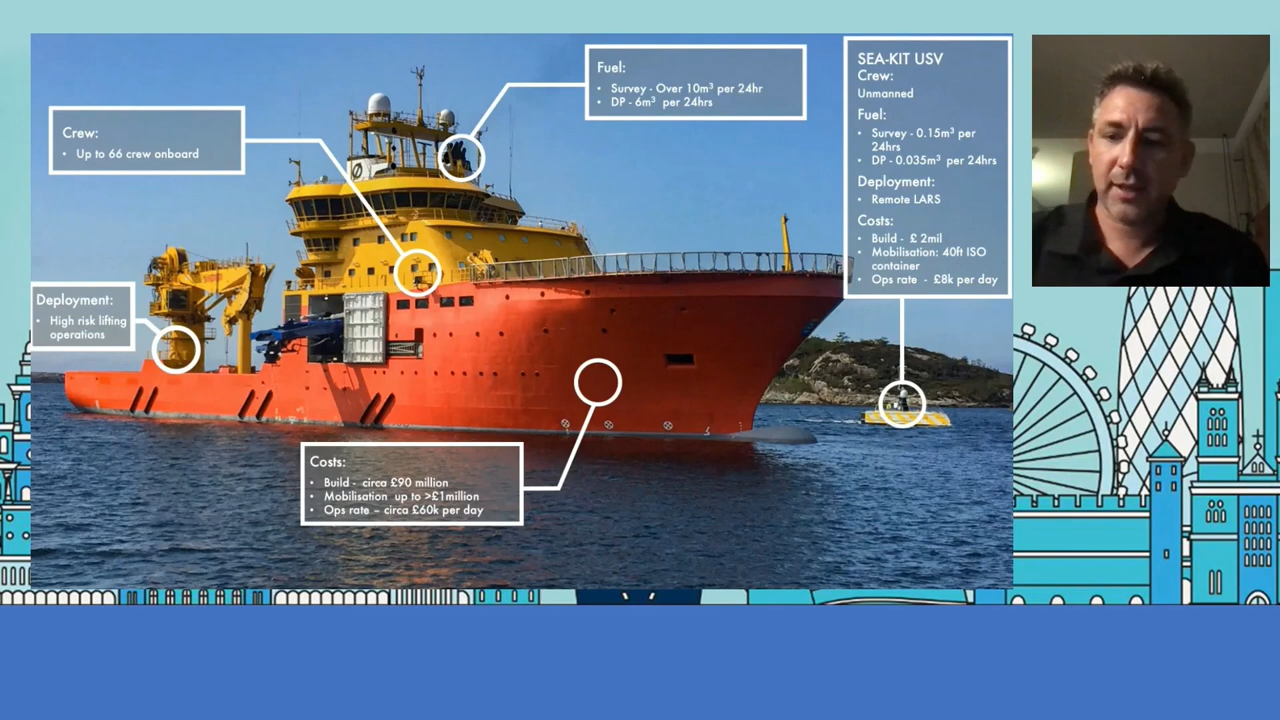 Crew:
• Up to 66 crew onboard
Fuel:
• Survey - Over 10m³ per 24hr
• DP - 6m³ per 24hrs
Deployment:
• High risk lifting
operations
Costs:
• Build - circa £90 million
• Mobilisation up to >£1million
• Ops rate – circa £60k per day
SEA-KIT USV
Crew:
Unmanned
Fuel:
• Survey - 0.15m³ per
24hrs
• DP - 0.035m³ per 24hrs
Deployment:
• Remote LARS
Costs:
• Build - £ 2mil
• Mobilisation: 40ft ISO
container
• Ops rate - £8k per day